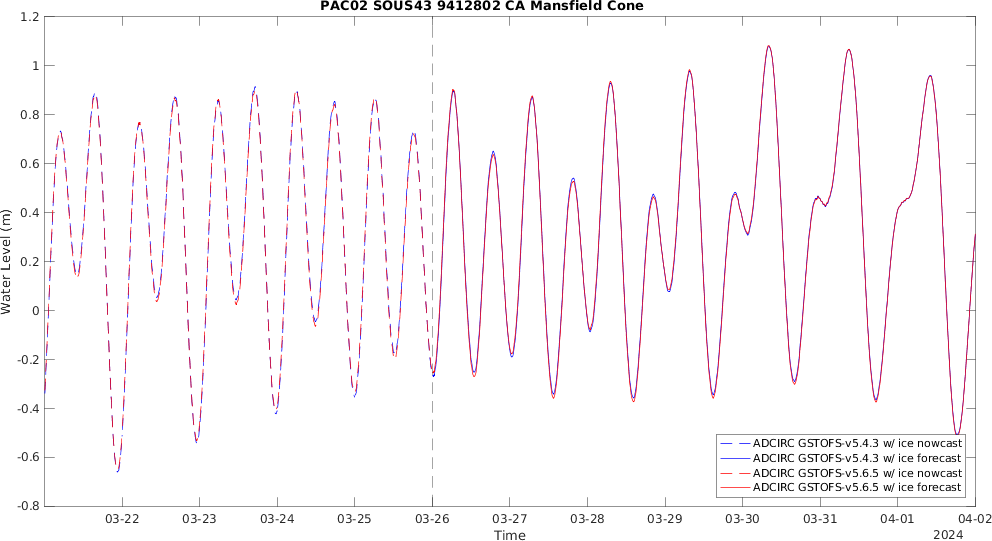 PAC02 SOUS43 9412802 CA Mansfield Cone
Water Level (m)
1.2
1
0.8
0.6
0.4
0.2
0
-0.2
-0.4
-0.6
-0.8
ADCIRC GSTOFS-v5.4.3 w/ ice nowcast
ADCIRC GSTOFS-v5.4.3 w/ ice forecast
ADCIRC GSTOFS-v5.6.5 w/ ice nowcast
ADCIRC GSTOFS-v5.6.5 w/ ice forecast
03-22 03-23 03-24 03-25 03-26 03-27 03-28 03-29 03-30 03-31 04-01 04-02
Time
2024